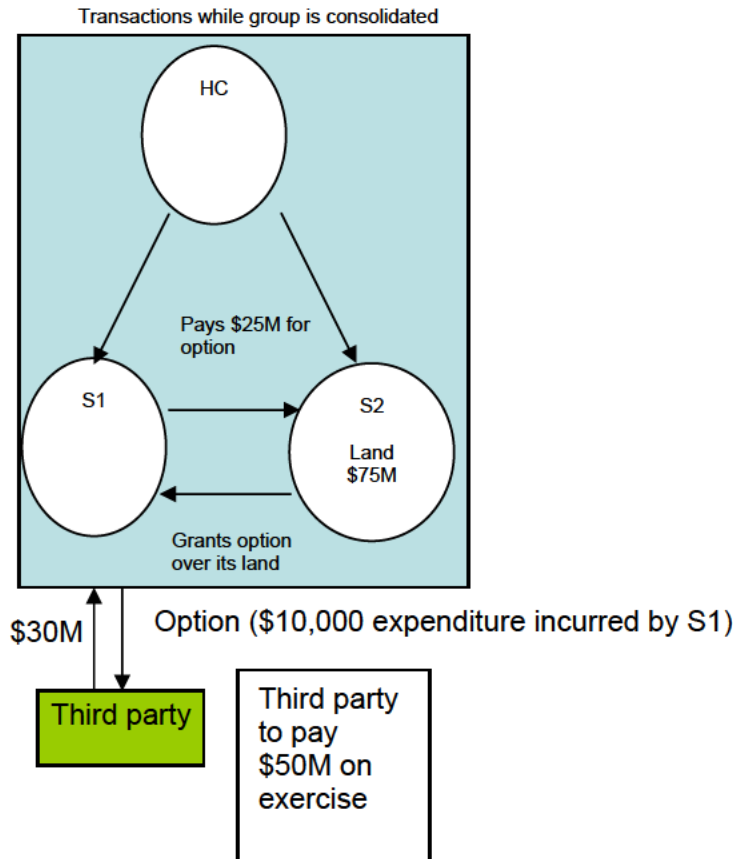 Transactions while group is consolidated
HC
Pays $25M for
option
S1
S2
Land
$75M
Grants option
over its land
$30M
Option ($10,000 expenditure incurred by S1)
Third party
Third party
to pay
$50M on
exercise